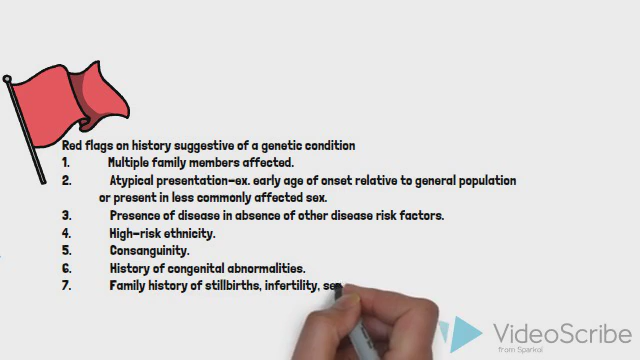 Red flags on history suggestive of a genetic condition
1. Multiple family members affected.
2. Atypical presentation-ex. early age of onset relative to general population
or present in less commonly affected sex.
3. Presence of disease in absence of other disease risk factors.
4. High-risk ethnicity.
5. Consanguinity.
6. History of congenital abnormalities.
7. Family history of stillbirths, infertility,
VideoScribe
from Sparkol